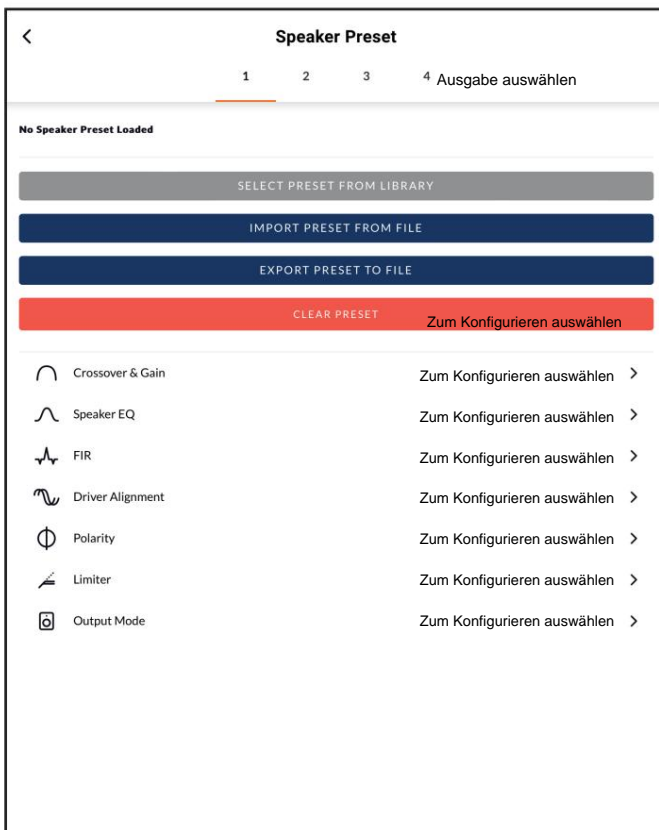 Speaker Preset
1 2 3 4 Ausgabe auswählen
No Speaker Preset Loaded
SELECT PRESET FROM LIBRARY
IMPORT PRESET FROM FILE
EXPORT PRESET TO FILE
CLEAR PRESET Zum Konfigurieren auswählen
Crossover & Gain Zum Konfigurieren auswählen
Speaker EQ Zum Konfigurieren auswählen
FIR Zum Konfigurieren auswählen
Driver Alignment Zum Konfigurieren auswählen
Polarity Zum Konfigurieren auswählen
Limiter Zum Konfigurieren auswählen
Output Mode Zum Konfigurieren auswählen